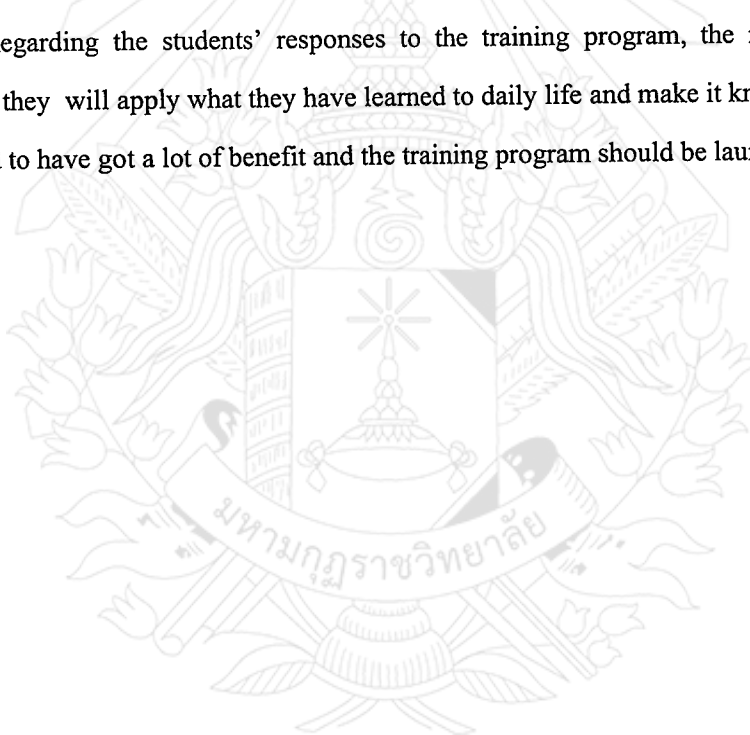 egarding the students’ responses to the training program, the
they will apply what they have learned to daily life and make it
to have got a lot of benefit and the training program should be
มหามกุฏราชวิทยาลัย